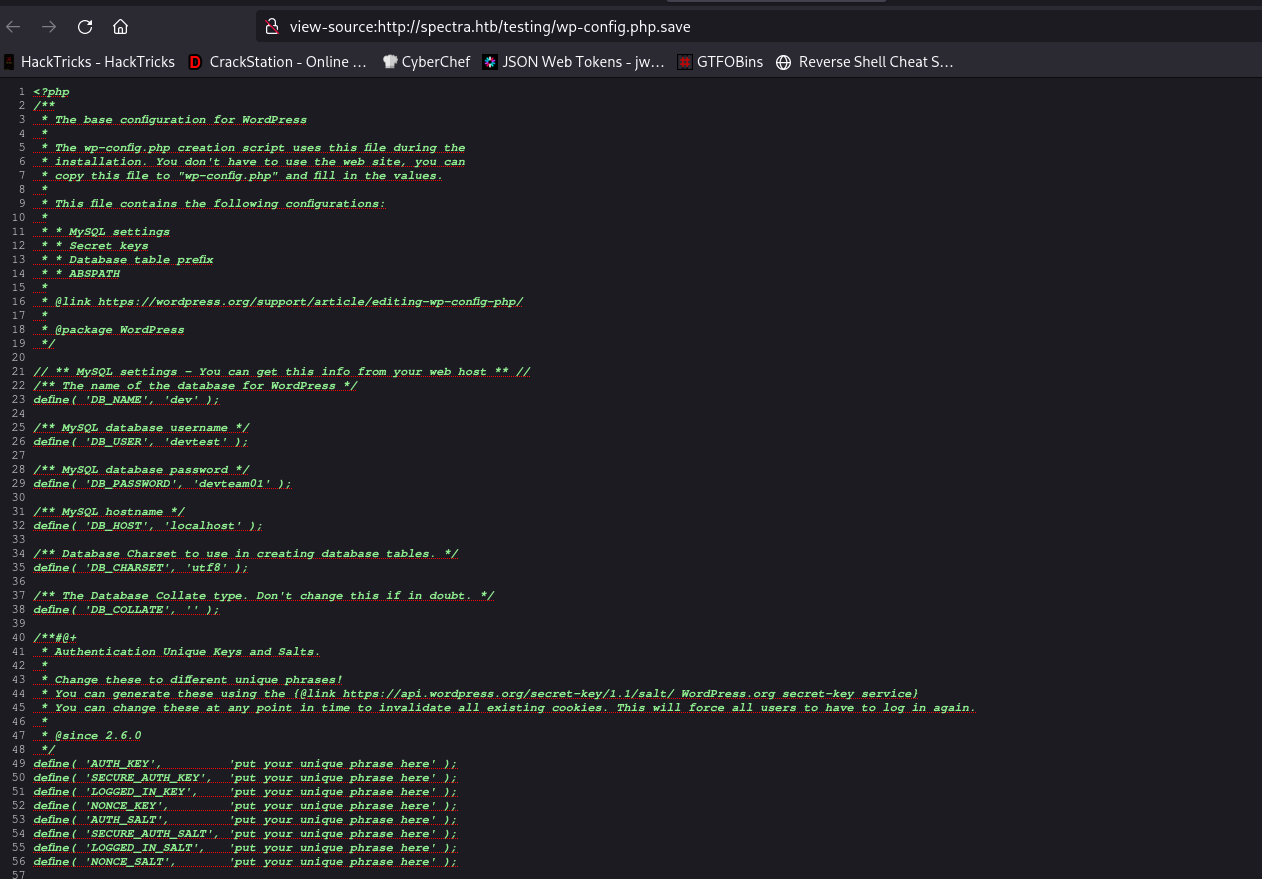 view-source:http://spectra.htb/testing/wp-config.php.save
HackTricks - HackTricks D CrackStation - Online ... CyberChef JSON Web Tokens - jw... GTFOBins Reverse Shell Cheat S...
1 <?php
2 /**
3 * The base configuration for WordPress
4 *
5 * The wp-config.php creation script uses this file during the
6 * installation. You don't have to use the web site, you can
7 * copy this file to "wp-config.php" and fill in the values.
8 *
9 * This file contains the following configurations:
10 *
11 * * MySQL settings
12 * * Secret keys
13 * * Database table prefix
14 * * ABSPATH
15 *
16 * @link https://wordpress.org/support/article/editing-wp-config-php/
17 *
18 * @package WordPress
19 */
20
21 // ** MySQL settings - You can get this info from your web host ** //
22 /** The name of the database for WordPress */
23 define( 'DB_NAME', 'dev' );
24
25 /** MySQL database username */
26 define( 'DB_USER', 'devtest' );
27
28 /** MySQL database password */
29 define( 'DB_PASSWORD', 'devteam01' );
30
31 /** MySQL hostname */
32 define( 'DB_HOST', 'localhost' );
33
34 /** Database Charset to use in creating database tables. */
35 define( 'DB_CHARSET', 'utf8' );
36
37 /** The Database Collate type. Don't change this if in doubt. */
38 define( 'DB_COLLATE', '' );
39
40 /**#@+
41 * Authentication Unique Keys and Salts.
42 *
43 * Change these to different unique phrases!
44 * You can generate these using the {@link https://api.wordpress.org/secret-key/1.1/salt/ WordPress.org secret-key service}
45 * You can change these at any point in time to invalidate all existing cookies. This will force all users to have to log in again.
46 *
47 * @since 2.6.0
48 */
49 define( 'AUTH_KEY', 'put your unique phrase here' );
50 define( 'SECURE_AUTH_KEY', 'put your unique phrase here' );
51 define( 'LOGGED_IN_KEY', 'put your unique phrase here' );
52 define( 'NONCE_KEY', 'put your unique phrase here' );
53 define( 'AUTH_SALT', 'put your unique phrase here' );
54 define( 'SECURE_AUTH_SALT', 'put your unique phrase here' );
55 define( 'LOGGED_IN_SALT', 'put your unique phrase here' );
56 define( 'NONCE_SALT', 'put your unique phrase here' );
57